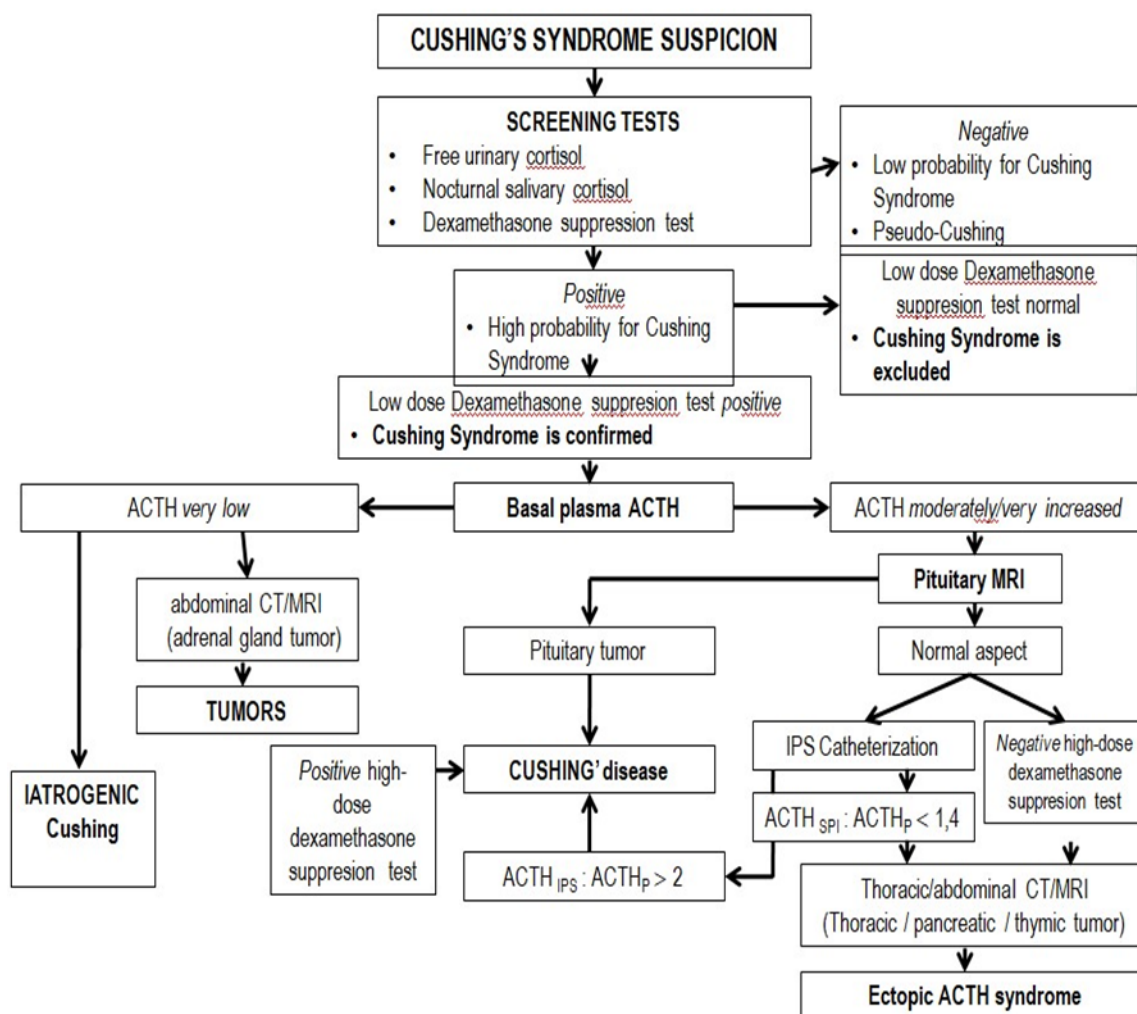 CUSHING'S SYNDROME SUSPICION
SCREENING TESTS
• Free urinary cortisol
• Nocturnal salivary cortisol
• Dexamethasone suppression test
Negative
• Low probability for Cushing
Syndrome
• Pseudo-Cushing
Positive
• High probability for Cushing
Syndrome
Low dose Dexamethasone
suppresion test normal
• Cushing Syndrome is
excluded
Low dose Dexamethasone suppresion test positive
• Cushing Syndrome is confirmed
ACTH very low
Basal plasma ACTH
ACTH moderately/very increased
abdominal CT/MRI
(adrenal gland tumor)
TUMORS
IATROGENIC
Cushing
Pituitary MRI
Pituitary tumor
Normal aspect
Positive high-
dose
dexamethasone
suppresion test
CUSHING' disease
IPS Catheterization
Negative high-dose
dexamethasone
suppresion test
ACTH SPI : ACTHP < 1,4
ACTH IPS : ACTHP > 2
Thoracic/abdominal CT/MRI
(Thoracic / pancreatic / thymic tumor)
Ectopic ACTH syndrome